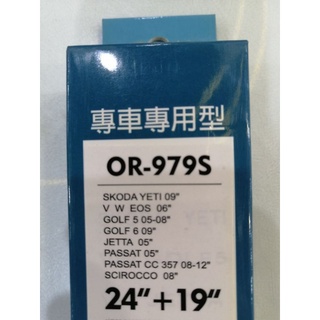 專車專用型
OR-979S
SKODA YETI 09"
V W EOS 06"
GOLF 5 05-08"
GOLF 6 09"
JETTA 05"
PASSAT 05"
PASSAT CC 357 08-12"
SCIROCCO 08"
24"+19"